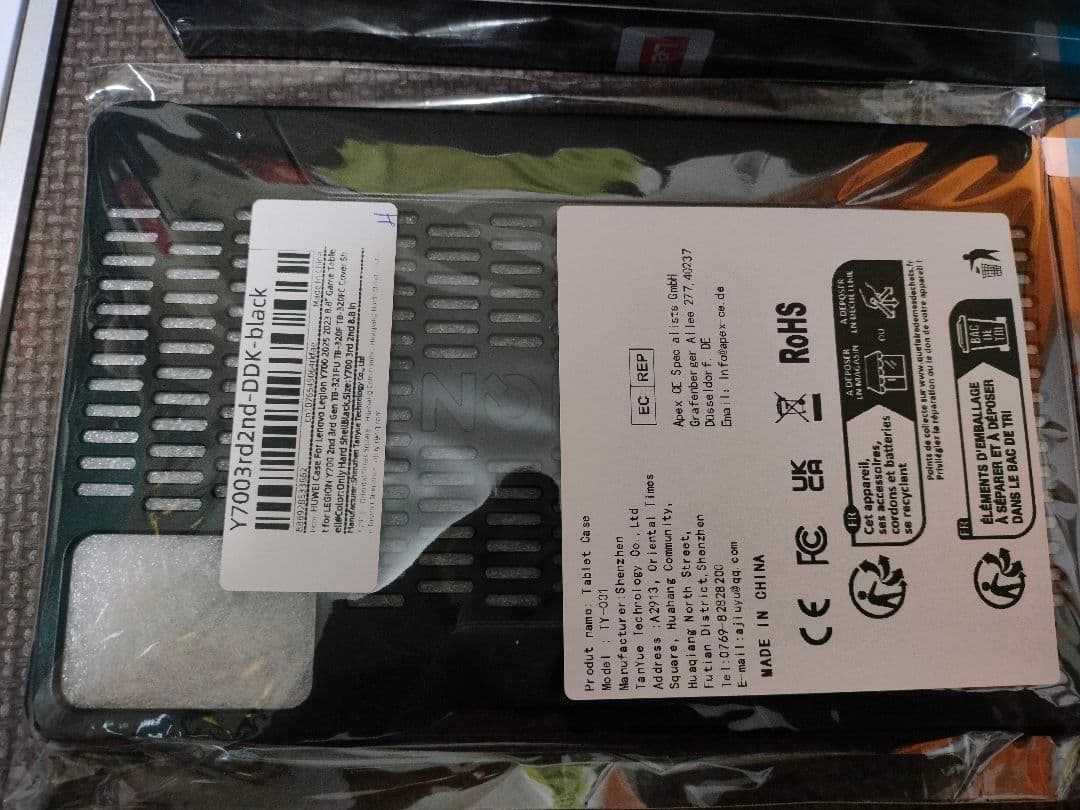 Y7003rd2nd-DDK-black
Made in China
Item: HUWEI Case For Lenovo Legion Y700 2025 2023 8.8" Game Table
t for LEGION Y700 2nd 3rd Gen TB-321FU TB-320F TB-320FC Cover Sh
ell#Color:Only Hard ShellBlack,Size:Y700 3rd 2nd 8.8 in
Manufacturer:Shenzhen Tanyue Technology Co., Ltd
H
Produt name: Tablet Case
Model : TY-001
Manufacturer:Shenzhen
TanYue Technology Co., Ltd
Address :A2913, Oriental Times
Square, Huahang Community,
Huaqiang North Street,
Futian District,Shenzhen
Tel:0769-82828200
E-mail:ajiuyu@qq.com
MADE IN CHINA
EC REP
Apex CE Specialists GmbH
Grafenberger Allee 277,40237
Düsseldorf, DE
Email: Info@apex-ce.de
CE FC UK CA RoHS
FR
Cet appareil,
ses accessoires,
cordons et batteries
se recyclent
À DÉPOSER
EN MAGASIN
OU
À DÉPOSER
EN DÉCHÈTERIE
Points de collecte sur www.quefairedemesdechets.fr
Privilégier la réparation ou le don de votre appareil !
FR
ÉLÉMENTS D'EMBALLAGE
À SÉPARER ET À DÉPOSER
DANS LE BAC DE TRI
BAC
DE
TRI